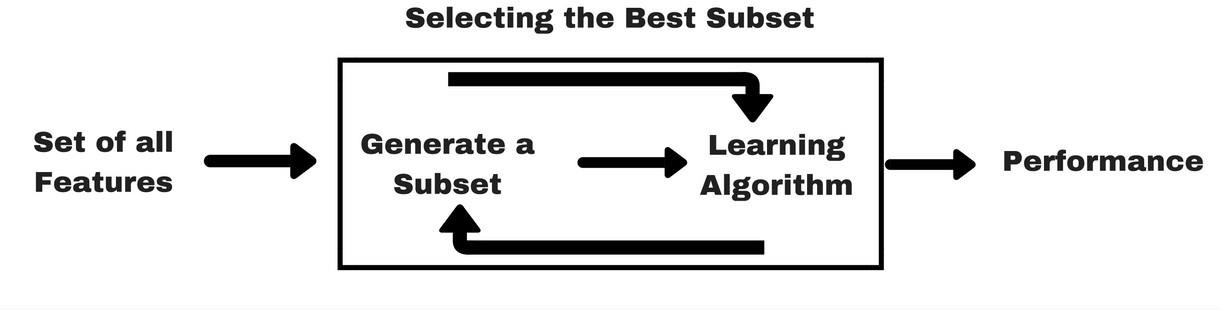 Selecting the Best Subset
Set of all
Features
Generate a
Subset
Learning
Algorithm
Performance